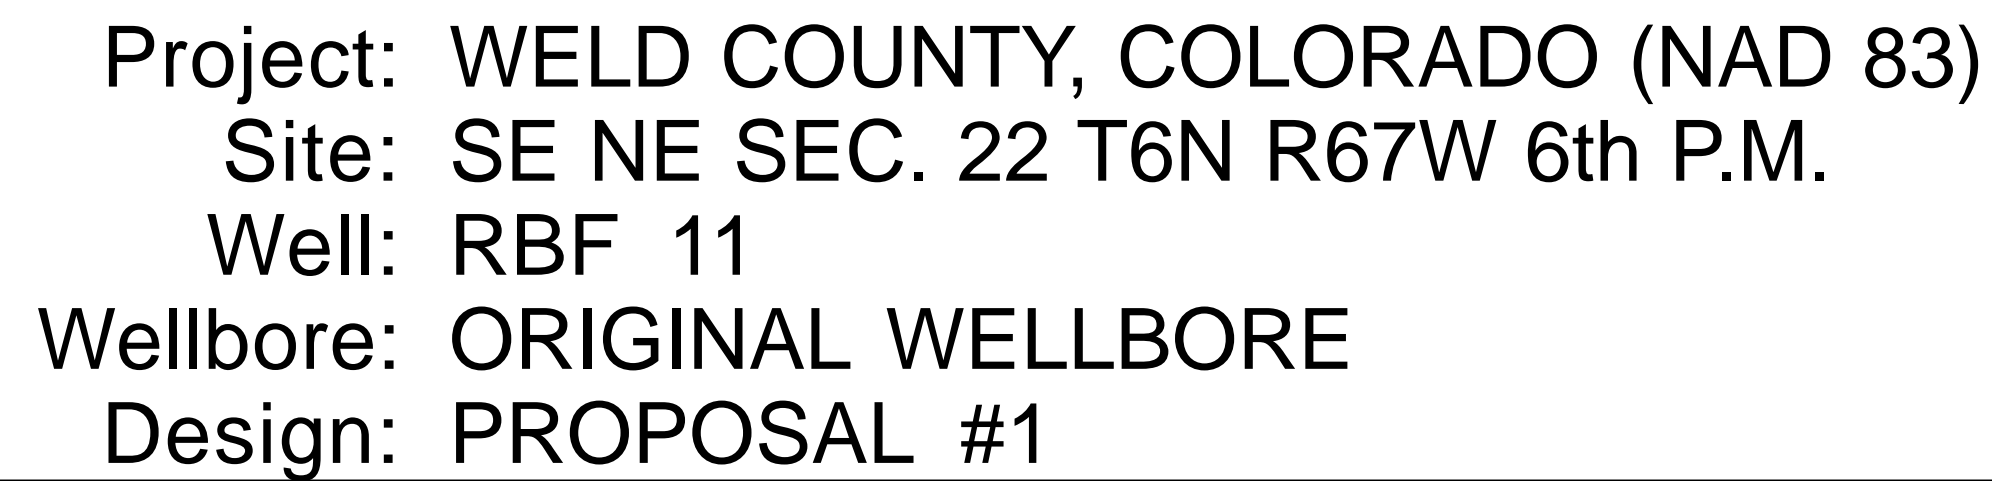 Project: WELD COUNTY, COLORADO (NAD 83)
Site: SE NE SEC. 22 T6N R67W 6th P.M.
Well: RBF 11
Wellbore: ORIGINAL WELLBORE
Design: PROPOSAL #1